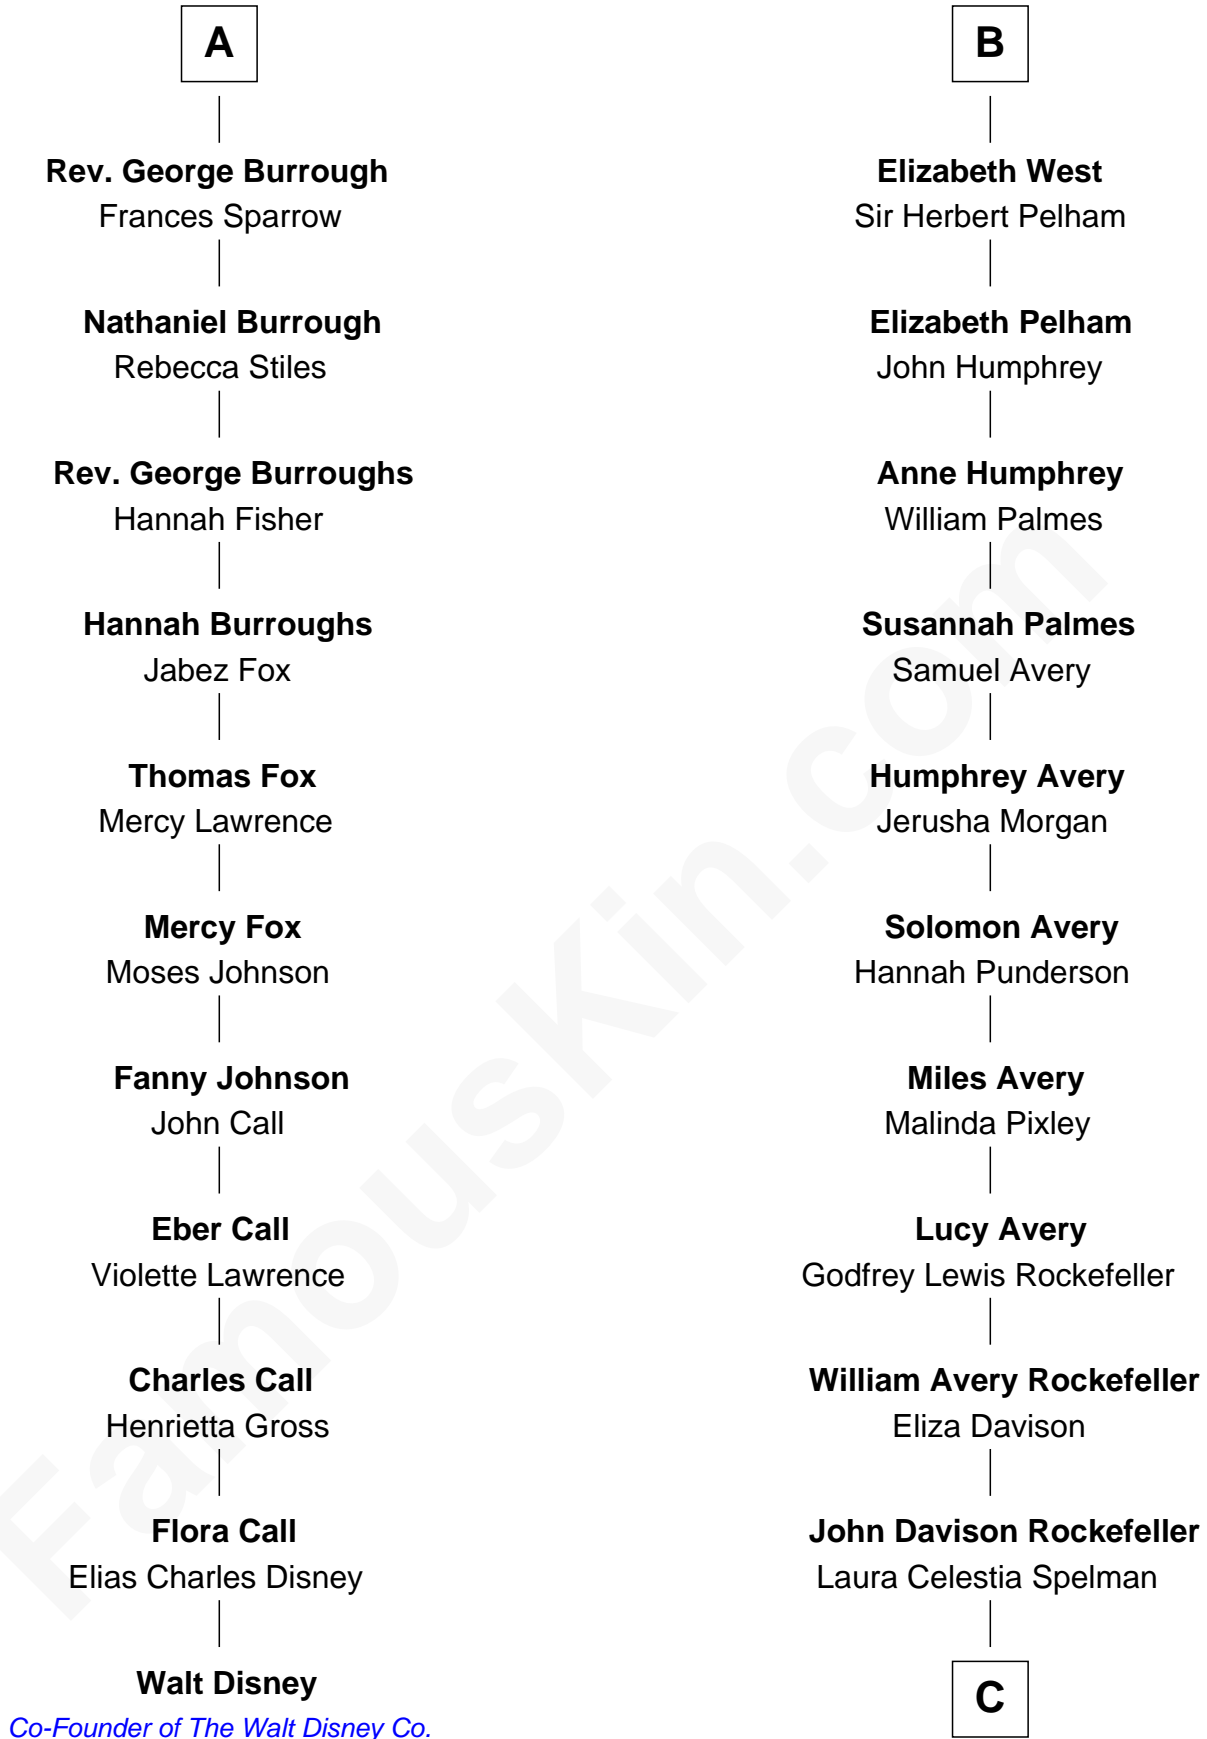 A
Rev. George Burrough
Frances Sparrow
Nathaniel Burrough
Rebecca Stiles
Rev. George Burroughs
Hannah Fisher
Hannah Burroughs
Jabez Fox
Thomas Fox
Mercy Lawrence
Mercy Fox
Moses Johnson
Fanny Johnson
John Call
Eber Call
Violette Lawrence
Charles Call
Henrietta Gross
Flora Call
Elias Charles Disney
Walt Disney
Co-Founder of The Walt Disney Co.
B
Elizabeth West
Sir Herbert Pelham
Elizabeth Pelham
John Humphrey
Anne Humphrey
William Palmes
Susannah Palmes
Samuel Avery
Humphrey Avery
Jerusha Morgan
Solomon Avery
Hannah Punderson
Miles Avery
Malinda Pixley
Lucy Avery
Godfrey Lewis Rockefeller
William Avery Rockefeller
Eliza Davison
John Davison Rockefeller
Laura Celestia Spelman
C
FamousKin.com